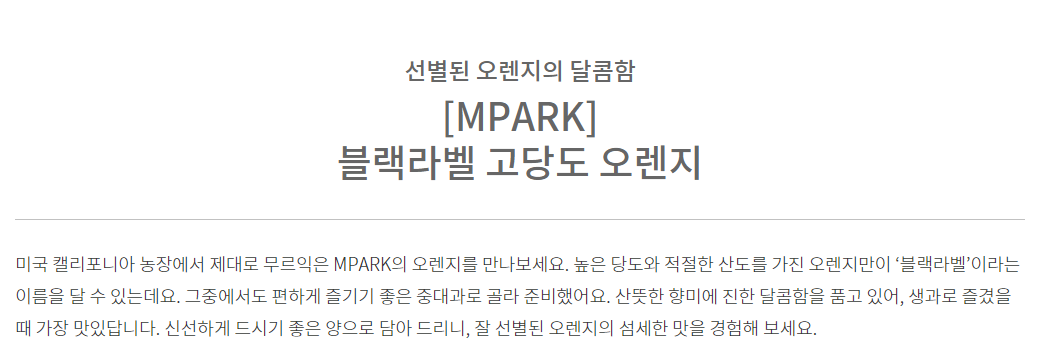 선별된 오렌지의 달콤함
[MPARK]
블랙라벨 고당도 오렌지
미국 캘리포니아 농장에서 제대로 무르익은 MPARK의 오렌지를 만나보세요. 높은 당도와 적절한 산도를 가진 오렌지만이 ‘블랙라벨’이라는
이름을 달 수 있는데요. 그중에서도 편하게 즐기기 좋은 중대과로 골라 준비했어요. 산뜻한 향미에 진한 달콤함을 품고 있어, 생과로 즐겼을
때 가장 맛있답니다. 신선하게 드시기 좋은 양으로 담아 드리니, 잘 선별된 오렌지의 섬세한 맛을 경험해 보세요.